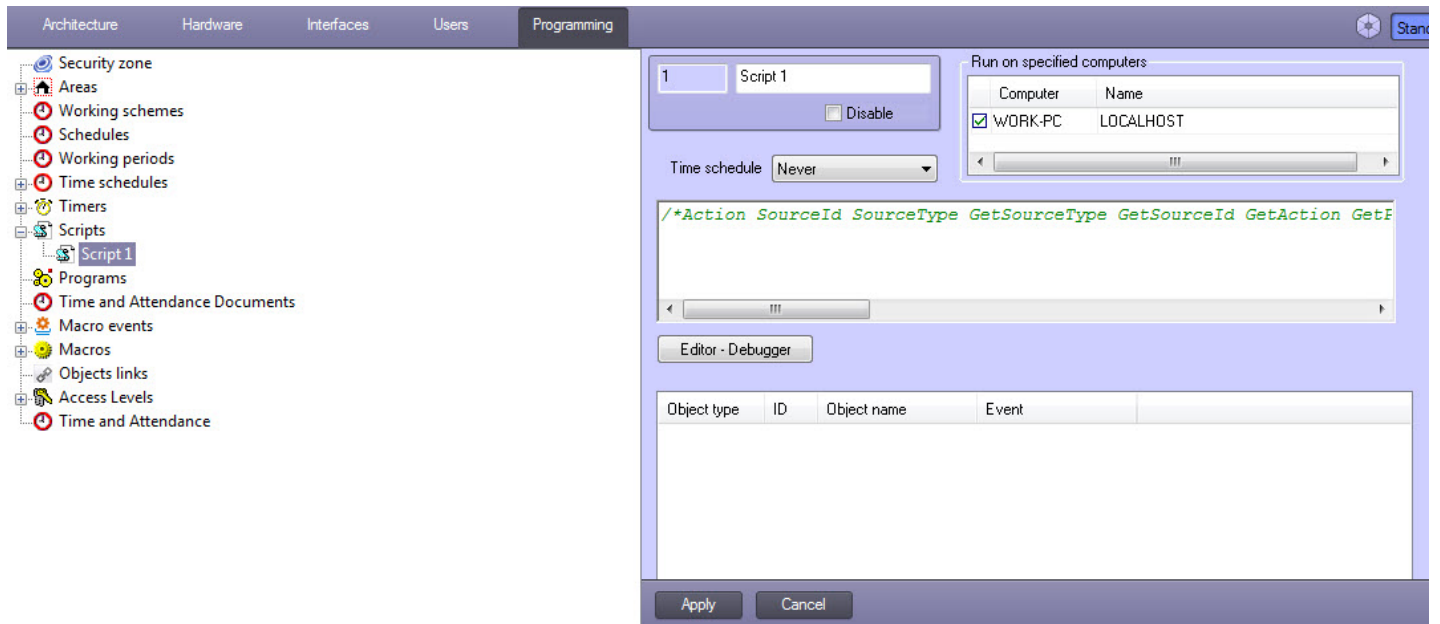 Architecture Hardware Interfaces Users Programming
Security zone
Areas
Working schemes
Schedules
Working periods
Time schedules
Timers
Scripts
Script 1
Programs
Time and Attendance Documents
Macro events
Macros
Objects links
Access Levels
Time and Attendance
1 Script 1
Disable
Run on specified computers
Computer Name
WORK-PC LOCALHOST
Time schedule Never
/*Action SourceId SourceType GetSourceType GetSourceId GetAction
Editor - Debugger
Object type ID Object name Event
Apply Cancel